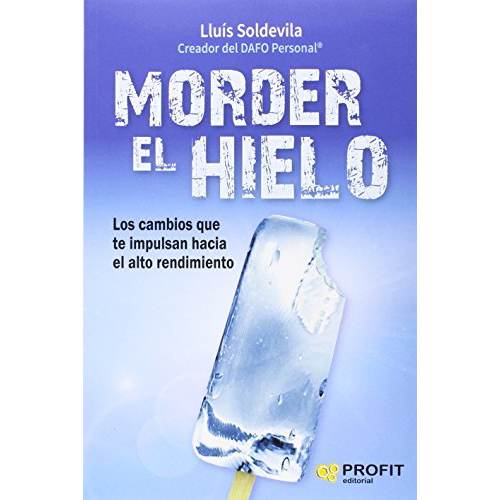 Lluís Soldevila
Creador del DAFO Personal®
MORDER
EL HIELO
Los cambios que
te impulsan hacia
el alto rendimiento
PROFIT
editorial